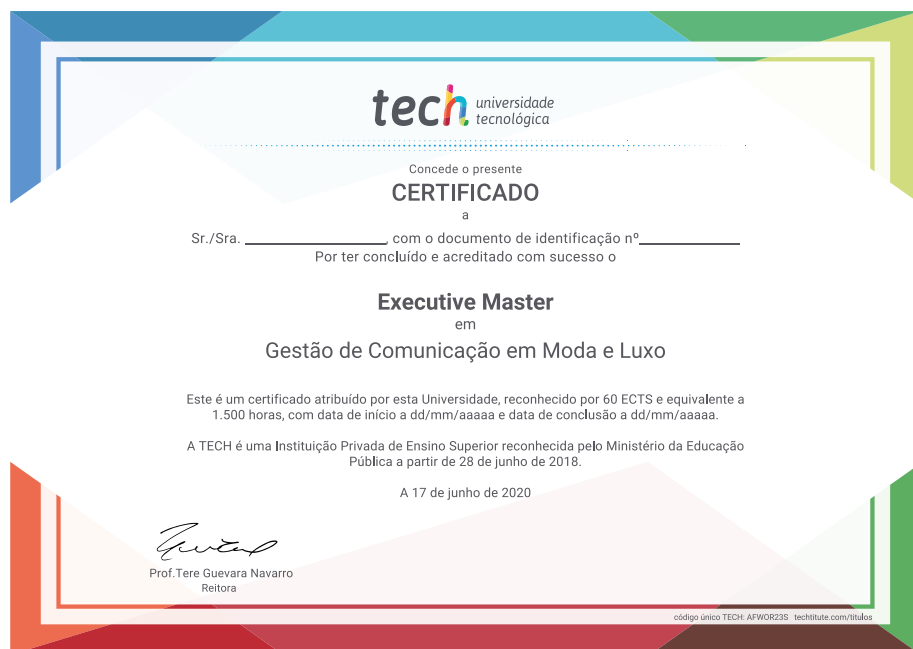 tech universidade
tecnológica
Concede o presente
CERTIFICADO
a
Sr./Sra. ________________, com o documento de identificação nº____________
Por ter concluído e acreditado com sucesso o
Executive Master
em
Gestão de Comunicação em Moda e Luxo
Este é um certificado atribuído por esta Universidade, reconhecido por 60 ECTS e equivalente a
1.500 horas, com data de início a dd/mm/aaaaa e data de conclusão a dd/mm/aaaaa.
A TECH é uma Instituição Privada de Ensino Superior reconhecida pelo Ministério da Educação
Pública a partir de 28 de junho de 2018.
A 17 de junho de 2020
Prof.Tere Guevara Navarro
Reitora
código único TECH: AFWOR23S techtitute.com/titulos